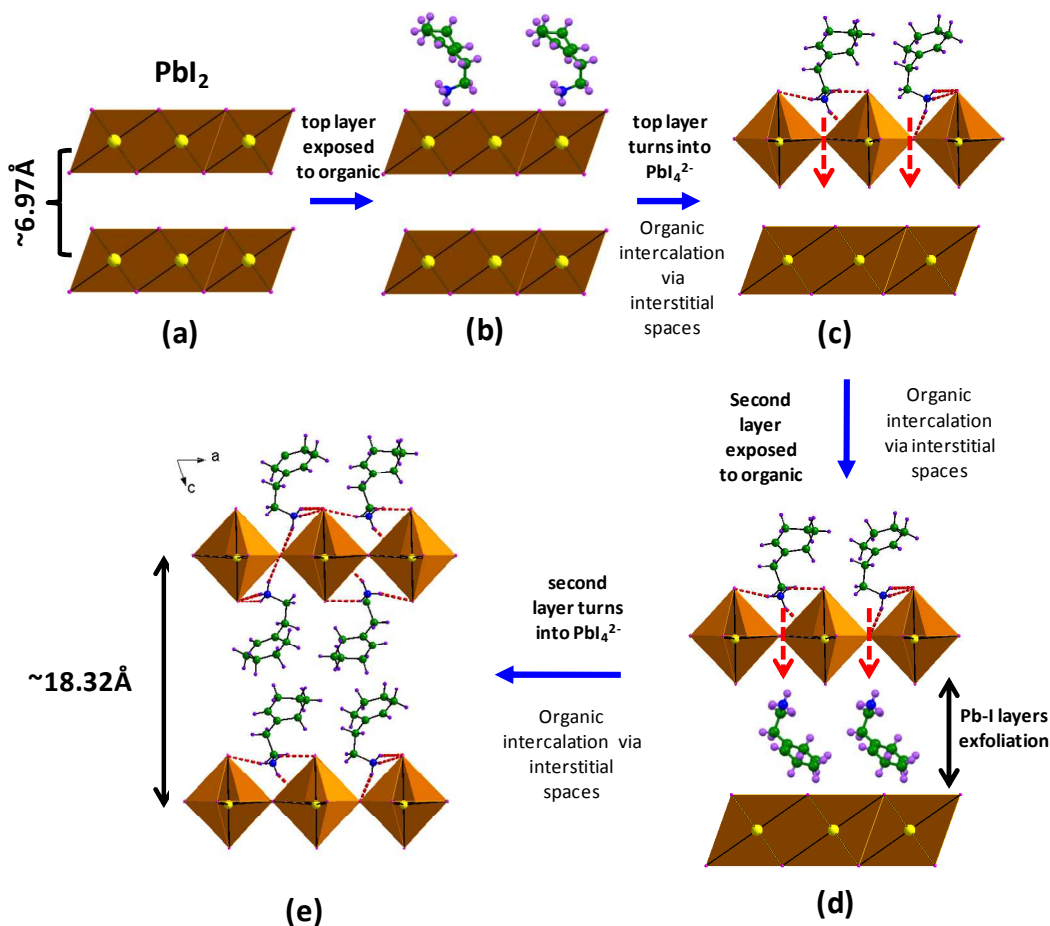 PbI2
~6.97Å
(a)
top layer
exposed
to organic
(b)
top layer
turns into
PbI4 2-
Organic
intercalation
via
interstitial
spaces
(c)
Second
layer
exposed
to organic
Organic
intercalation
via interstitial
spaces
Pb-I layers
exfoliation
(d)
second
layer turns
into PbI4 2-
Organic
intercalation via
interstitial
spaces
a
c
~18.32Å
(e)